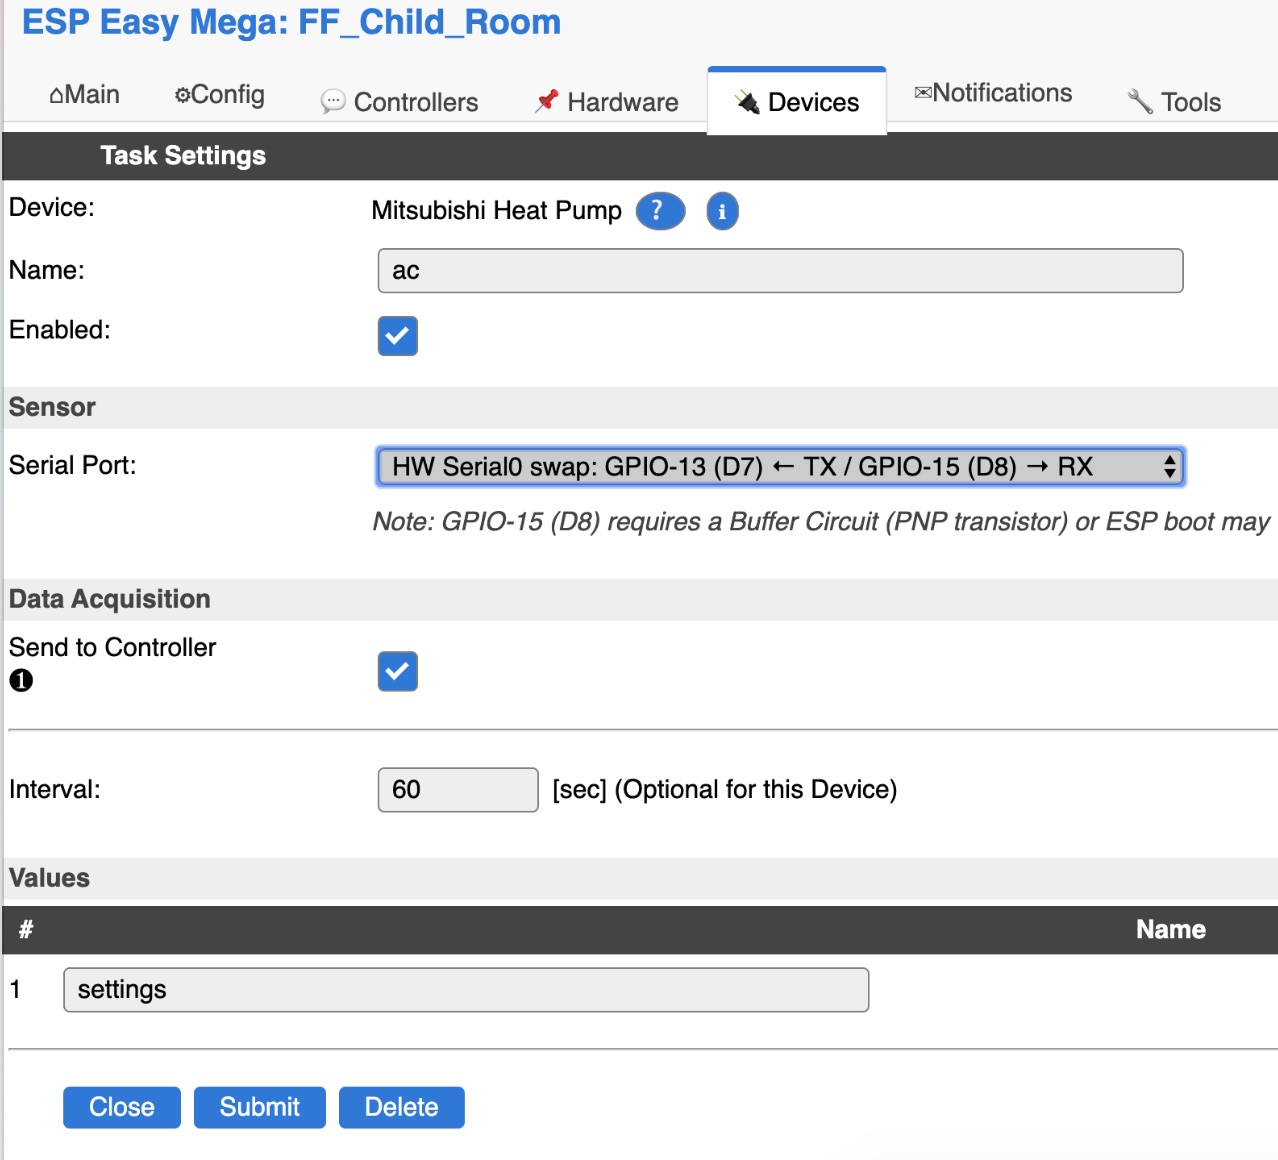 ESP Easy Mega: FF_Child_Room
⌂Main ⚙Config 💬 Controllers 📌 Hardware 🔌 Devices ✉Notifications 🔧 Tools
Task Settings
Device: Mitsubishi Heat Pump ? i
Name: ac
Enabled:
Sensor
Serial Port: HW Serial0 swap: GPIO-13 (D7) ← TX / GPIO-15 (D8) → RX
Note: GPIO-15 (D8) requires a Buffer Circuit (PNP transistor) or ESP boot may
Data Acquisition
Send to Controller
❶
Interval: 60 [sec] (Optional for this Device)
Values
# Name
1 settings
Close Submit Delete